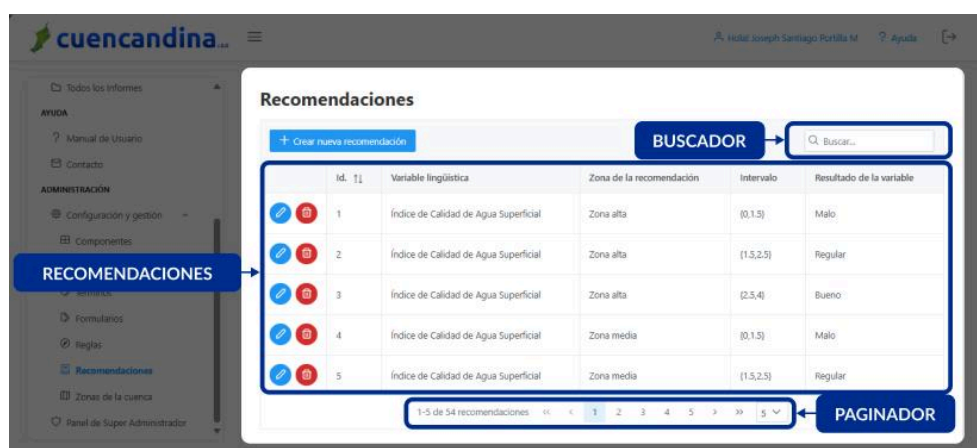 cuencandina
Hola! Joseph Santiago Portilla M
? Ayuda
Todos los Informes
AYUDA
? Manual de Usuario
Contacto
ADMINISTRACIÓN
Configuración y gestión
Componentes
Términos
Formularios
Reglas
Recomendaciones
Zonas de la cuenca
Panel de Super Administrador
RECOMENDACIONES
Recomendaciones
+ Crear nueva recomendación
BUSCADOR
Buscar...
Id. Variable lingüística Zona de la recomendación Intervalo Resultado de la variable
1 Índice de Calidad de Agua Superficial Zona alta (0,1.5) Malo
2 Índice de Calidad de Agua Superficial Zona alta (1.5,2.5) Regular
3 Índice de Calidad de Agua Superficial Zona alta (2.5,4) Bueno
4 Índice de Calidad de Agua Superficial Zona media (0,1.5) Malo
5 Índice de Calidad de Agua Superficial Zona media (1.5,2.5) Regular
1-5 de 54 recomendaciones << < 1 2 3 4 5 > >> 5
PAGINADOR